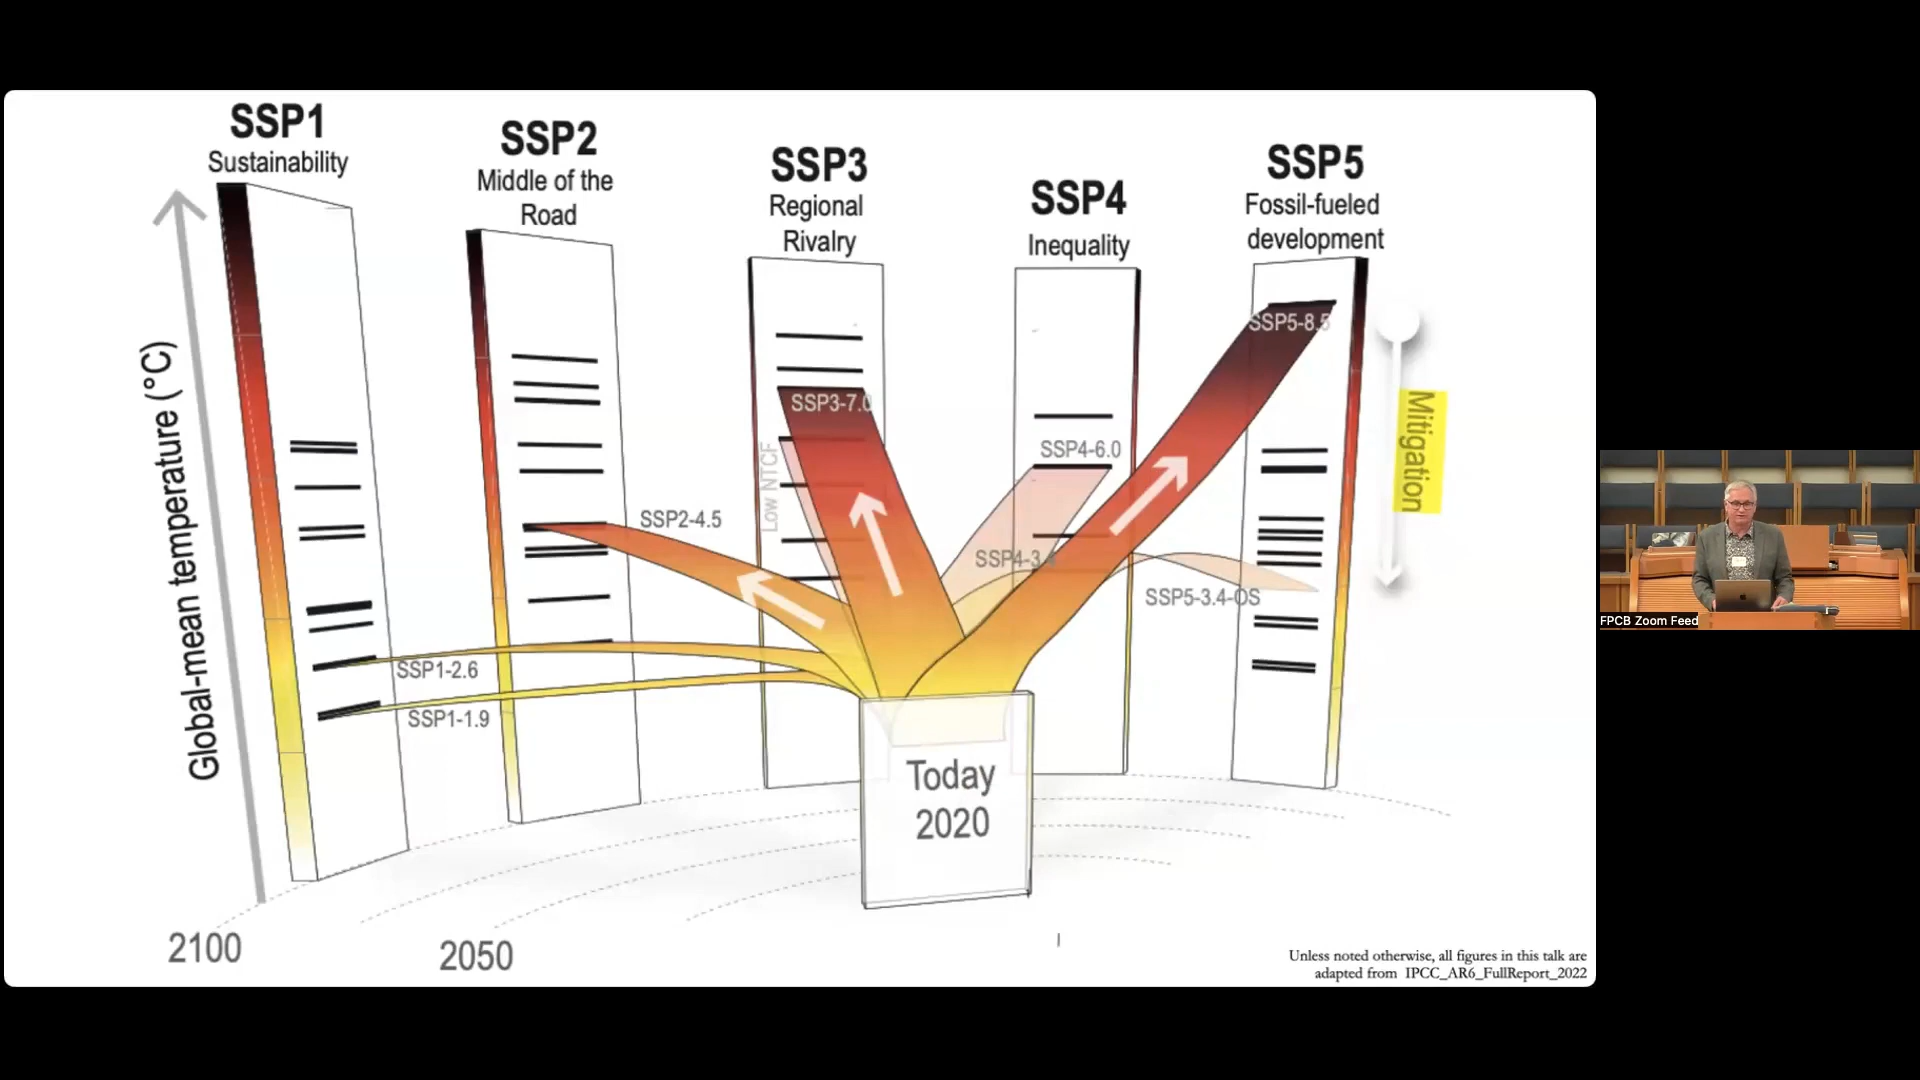 SSP1
Sustainability
SSP2
Middle of the
Road
SSP3
Regional
Rivalry
SSP4
Inequality
SSP5
Fossil-fueled
development
Global-mean temperature (°C)
SSP1-2.6
SSP1-1.9
SSP2-4.5
Low NTCF
SSP3-7.0
SSP4-6.0
SSP4-3.4
SSP5-8.5
SSP5-3.4-OS
Mitigation
Today
2020
2100
2050
Unless noted otherwise, all figures in this talk are
adapted from IPCC_AR6_FullReport_2022
FPCB Zoom Feed